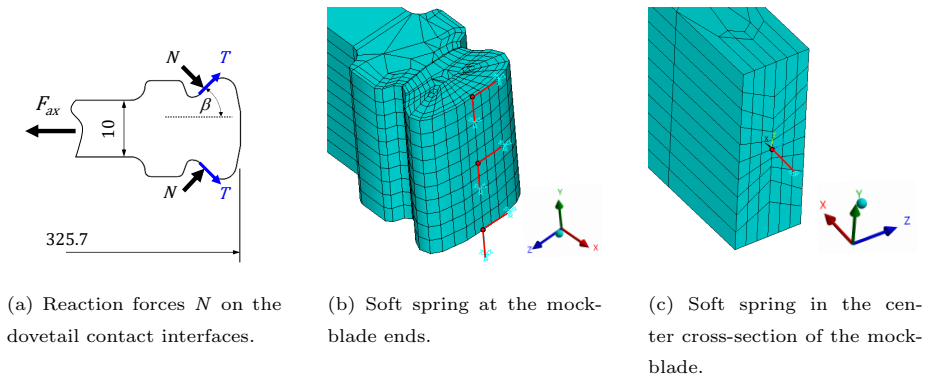 N
T
β
F_ax
10
N
T
325.7
Y
Z
X
X
Y
Z
(a) Reaction forces N on the
dovetail contact interfaces.
(b) Soft spring at the mock-
blade ends.
(c) Soft spring in the cen-
ter cross-section of the mock-
blade.